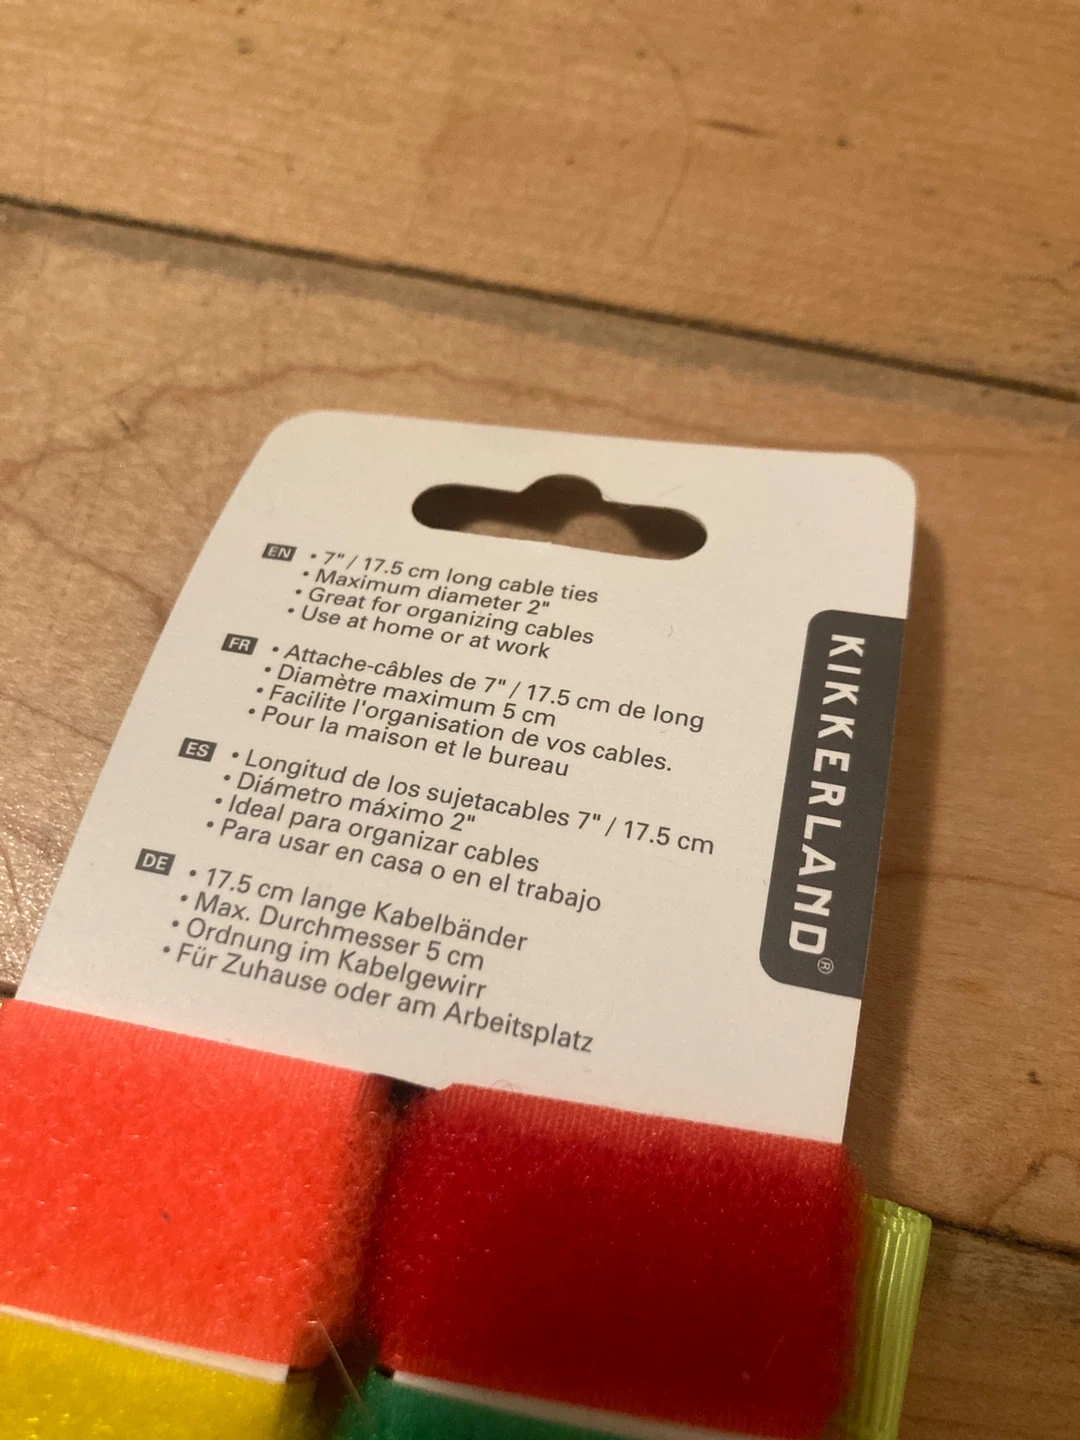 EN • 7" / 17.5 cm long cable ties
• Maximum diameter 2"
• Great for organizing cables
• Use at home or at work
FR • Attache-câbles de 7" / 17.5 cm de long
• Diamètre maximum 5 cm
• Facilite l'organisation de vos cables.
• Pour la maison et le bureau
ES • Longitud de los sujetacables 7" / 17.5 cm
• Diámetro máximo 2"
• Ideal para organizar cables
• Para usar en casa o en el trabajo
DE • 17.5 cm lange Kabelbänder
• Max. Durchmesser 5 cm
• Ordnung im Kabelgewirr
• Für Zuhause oder am Arbeitsplatz
KIKKERLAND®